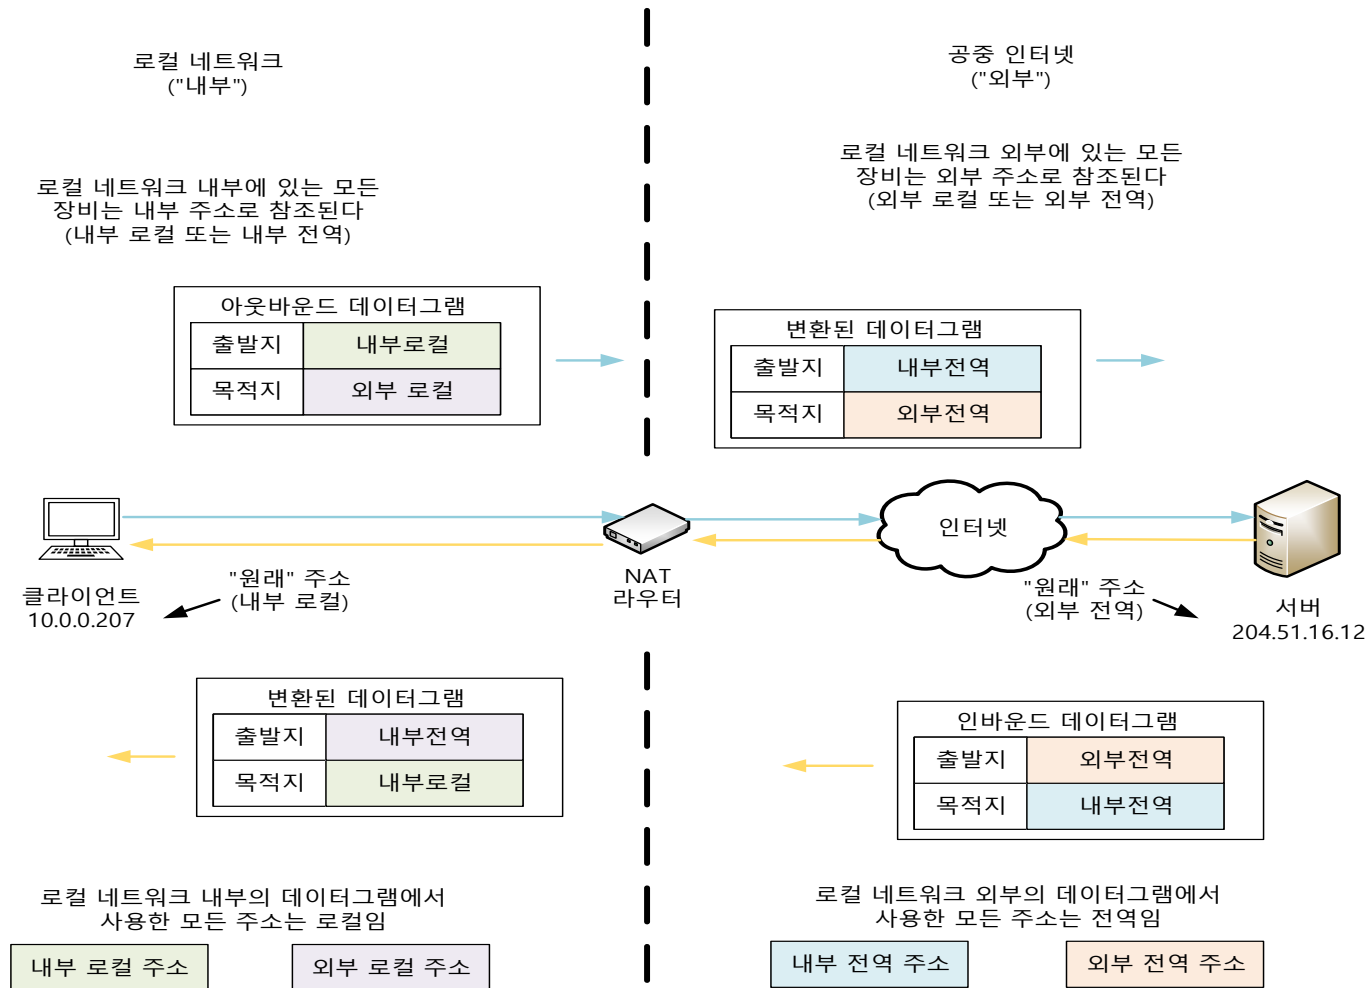 로컬 네트워크
("내부")
공중 인터넷
("외부")
로컬 네트워크 내부에 있는 모든
장비는 내부 주소로 참조된다
(내부 로컬 또는 내부 전역)
로컬 네트워크 외부에 있는 모든
장비는 외부 주소로 참조된다
(외부 로컬 또는 외부 전역)
아웃바운드 데이터그램
출발지 내부로컬
목적지 외부 로컬
변환된 데이터그램
출발지 내부전역
목적지 외부전역
클라이언트
10.0.0.207
"원래" 주소
(내부 로컬)
NAT
라우터
인터넷
"원래" 주소
(외부 전역)
서버
204.51.16.12
변환된 데이터그램
출발지 내부전역
목적지 내부로컬
인바운드 데이터그램
출발지 외부전역
목적지 내부전역
로컬 네트워크 내부의 데이터그램에서
사용한 모든 주소는 로컬임
내부 로컬 주소
외부 로컬 주소
로컬 네트워크 외부의 데이터그램에서
사용한 모든 주소는 전역임
내부 전역 주소
외부 전역 주소